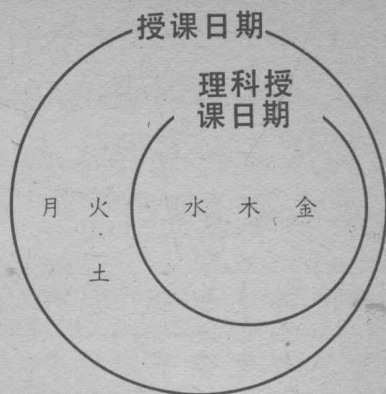 授课日期
理科授
课日期
月 火 水 木 金
土